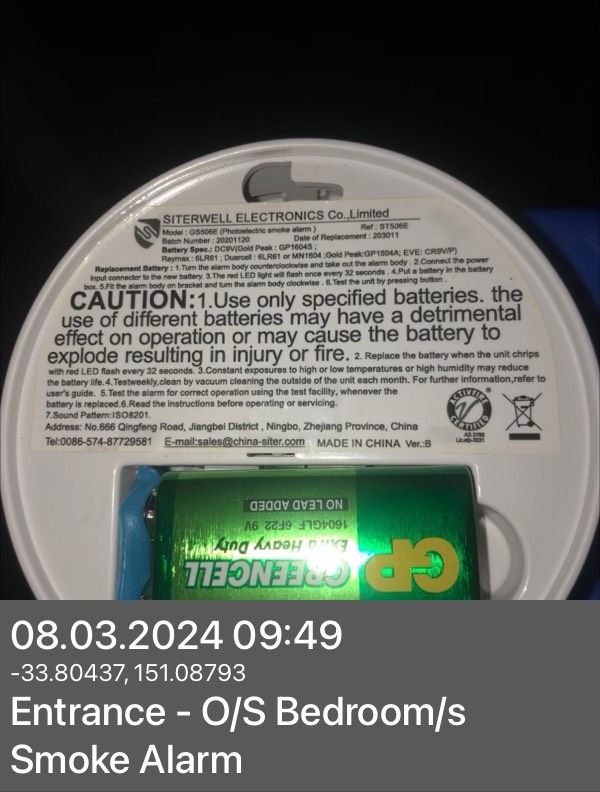 SITERWELL ELECTRONICS Co.,Limited
Model : GS506E (Photoelectric smoke alarm ) Ref : ST506E
Batch Number : 20201120 Date of Replacement : 203011
Battery Spec.: DC9V(Gold Peak : GP1604S ;
Raymax : 6LR61 ; Duarcell : 6LR61 or MN1604 ;Gold Peak:GP1604A; EVE: CR9V/P)
Replacement Battery : 1.Turn the alarm body counterclockwise and take out the alarm body . 2.Connect the power
input connector to the new battery . 3.The red LED light will flash once every 32 seconds . 4.Put a battery in the battery
box. 5.Fit the alarm body on bracket and turn the alarm body clockwise . 6.Test the unit by pressing button .
CAUTION:1.Use only specified batteries. the
use of different batteries may have a detrimental
effect on operation or may cause the battery to
explode resulting in injury or fire. 2. Replace the battery when the unit chrips
with red LED flash every 32 seconds. 3.Constant exposures to high or low temperatures or high humidity may reduce
the battery life. 4.Testweekly,clean by vacuum cleaning the outside of the unit each month. For further information,refer to
user's guide. 5.Test the alarm for correct operation using the test facility, whenever the
battery is replaced.6.Read the instructions before operating or servicing.
7.Sound Pattern:ISO8201.
Address: No.666 Qingfeng Road, Jiangbei District , Ningbo, Zhejiang Province, China
Tel:0086-574-87729581 E-mail:sales@china-siter.com MADE IN CHINA Ver.:B
ACTIVFIRE
CERTIFIED
AS 3786
NO LEAD ADDED
1604GLF 6F22 9V
Extra Heavy Duty
GREENCELL
GP
08.03.2024 09:49
-33.80437, 151.08793
Entrance - O/S Bedroom/s
Smoke Alarm